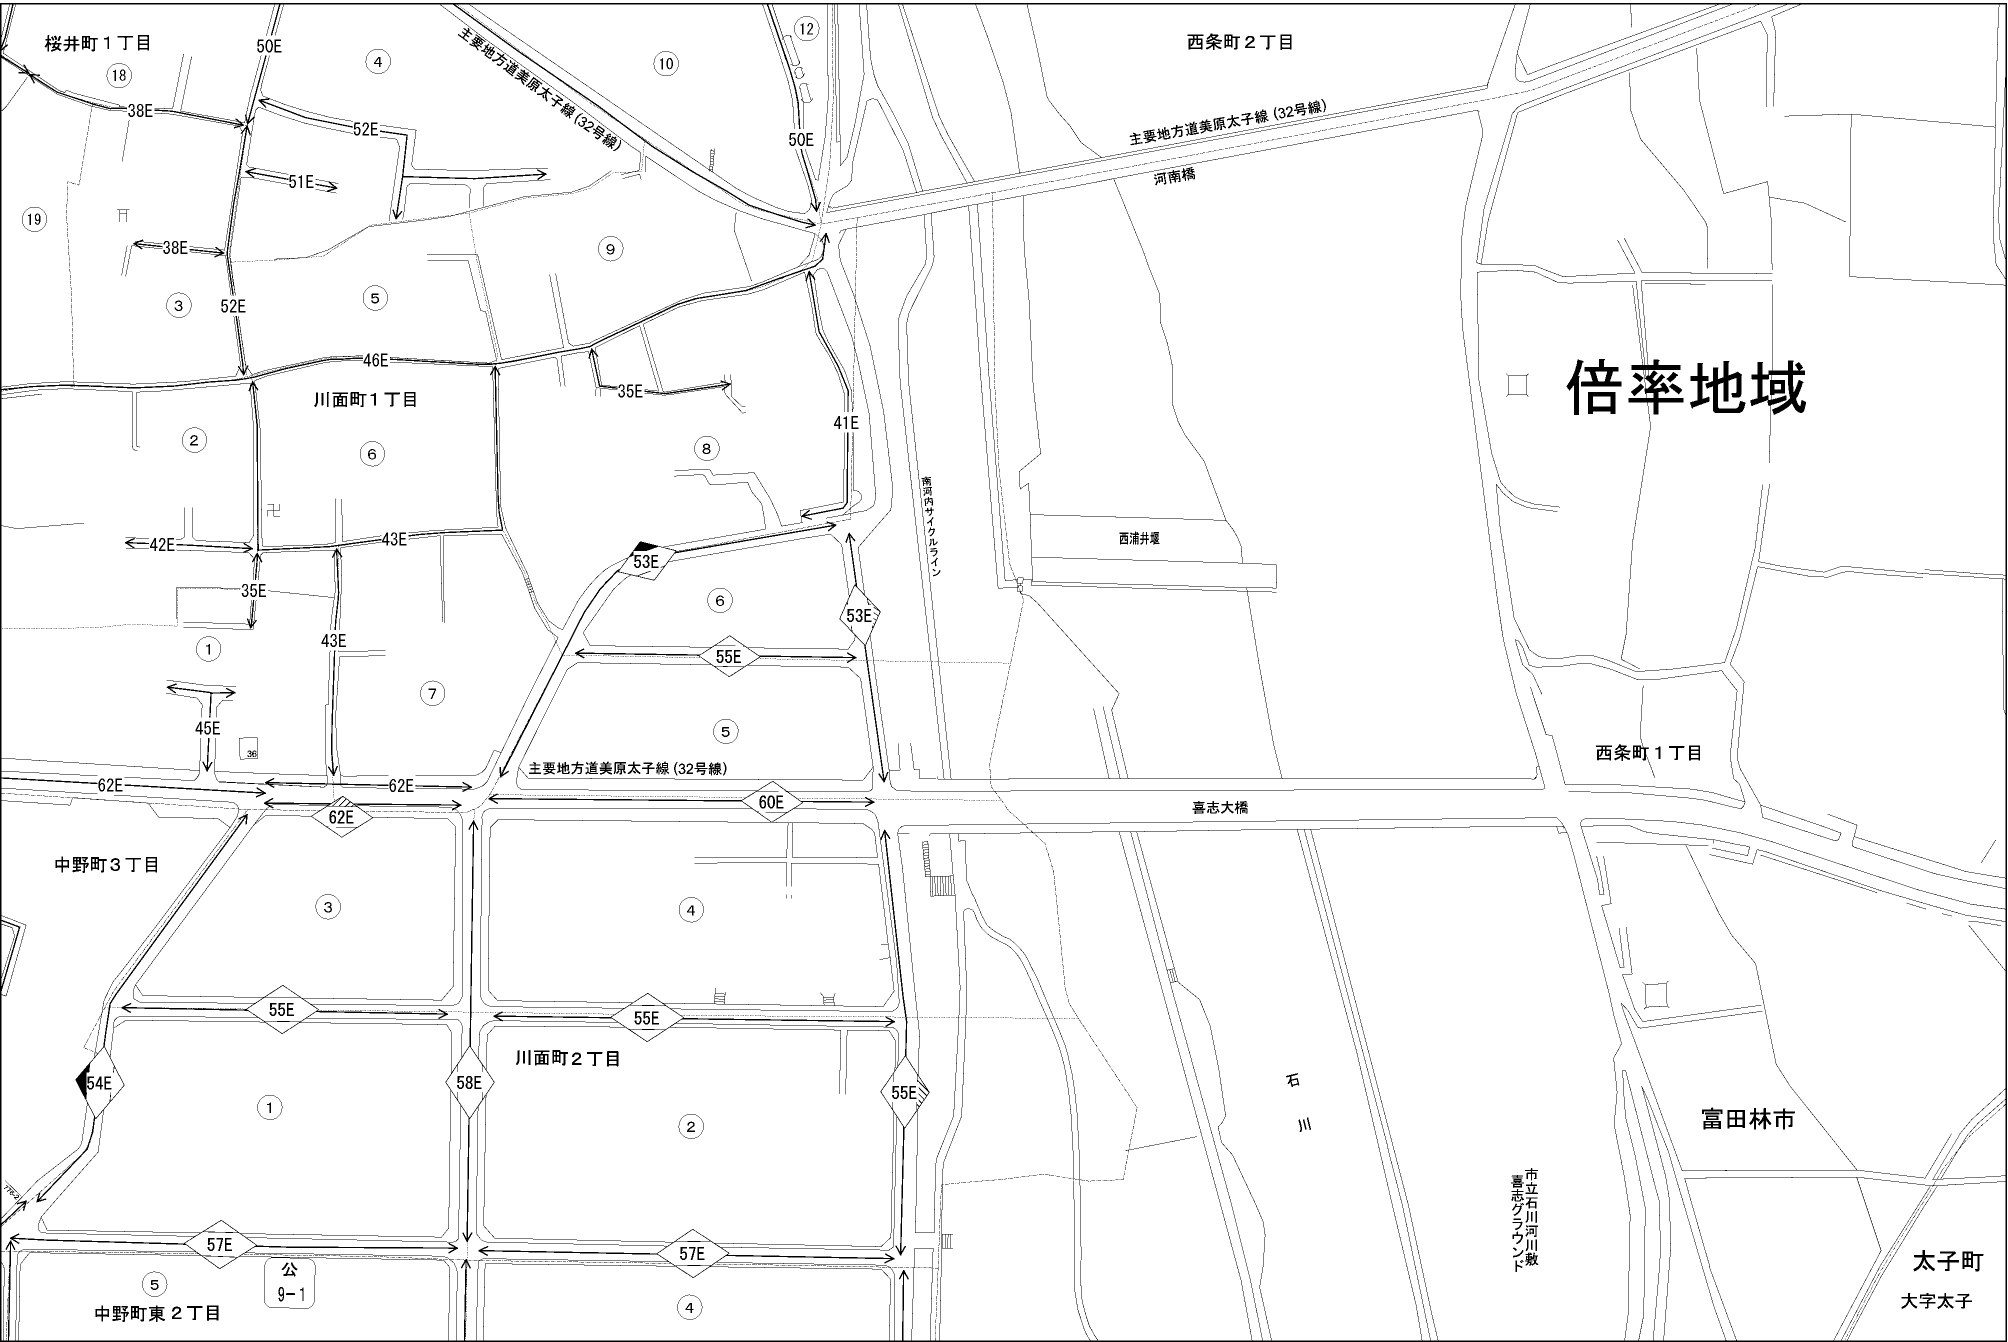 桜井町1丁目
18
50E
4
主要地方道美原太子線 (32号線)
10
12
西条町2丁目
38E
52E
50E
主要地方道美原太子線 (32号線)
河南橋
51E
19
38E
9
3
52E
5
46E
川面町1丁目
35E
41E
倍率地域
2
6
8
南河内サイクルライン
卍
42E
43E
53E
西浦井堰
35E
6
53E
43E
1
55E
7
45E
36
5
西条町1丁目
主要地方道美原太子線 (32号線)
62E
62E
62E
60E
喜志大橋
中野町3丁目
3
4
55E
55E
川面町2丁目
54E
58E
55E
石川
1
2
富田林市
776-2
市立石川河川敷
喜志グラウンド
57E
57E
公
9-1
5
中野町東2丁目
4
太子町
大字太子